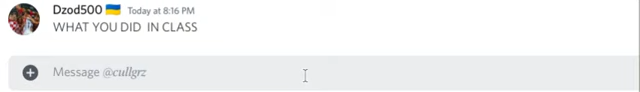 Dzod500 🇺🇦 Today at 8:16 PM
WHAT YOU DID IN CLASS
Message @cullgrz